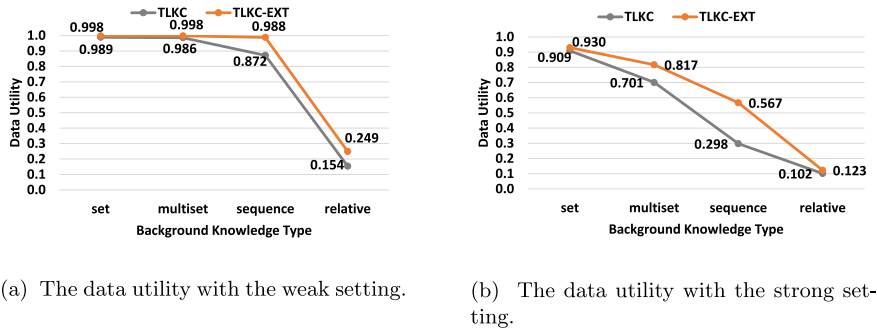 TLKC TLKC-EXT
Data Utility
1.0
0.9
0.8
0.7
0.6
0.5
0.4
0.3
0.2
0.1
0.0
0.998 0.998 0.988
0.989 0.986 0.872
0.249
0.154
set multiset sequence relative
Background Knowledge Type
(a) The data utility with the weak setting.
TLKC TLKC-EXT
Data Utility
1.0
0.9
0.8
0.7
0.6
0.5
0.4
0.3
0.2
0.1
0.0
0.930
0.909
0.817
0.701
0.567
0.298
0.102 0.123
set multiset sequence relative
Background Knowledge Type
(b) The data utility with the strong set-
ting.